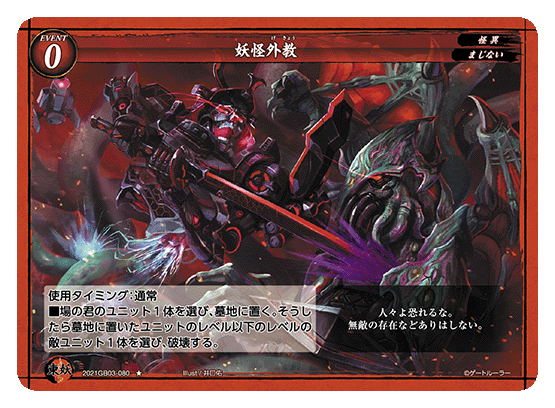 EVENT
0
げきょう
妖怪外教
怪異
まじない
使用タイミング:通常
■場の君のユニット1体を選び、墓地に置く。そうし
たら墓地に置いたユニットのレベル以下のレベルの
敵ユニット1体を選び、破壊する。
人々よ恐れるな。
無敵の存在などありはしない。
2021GB03-080 ★
Illust/井口名
©ゲートルーラー